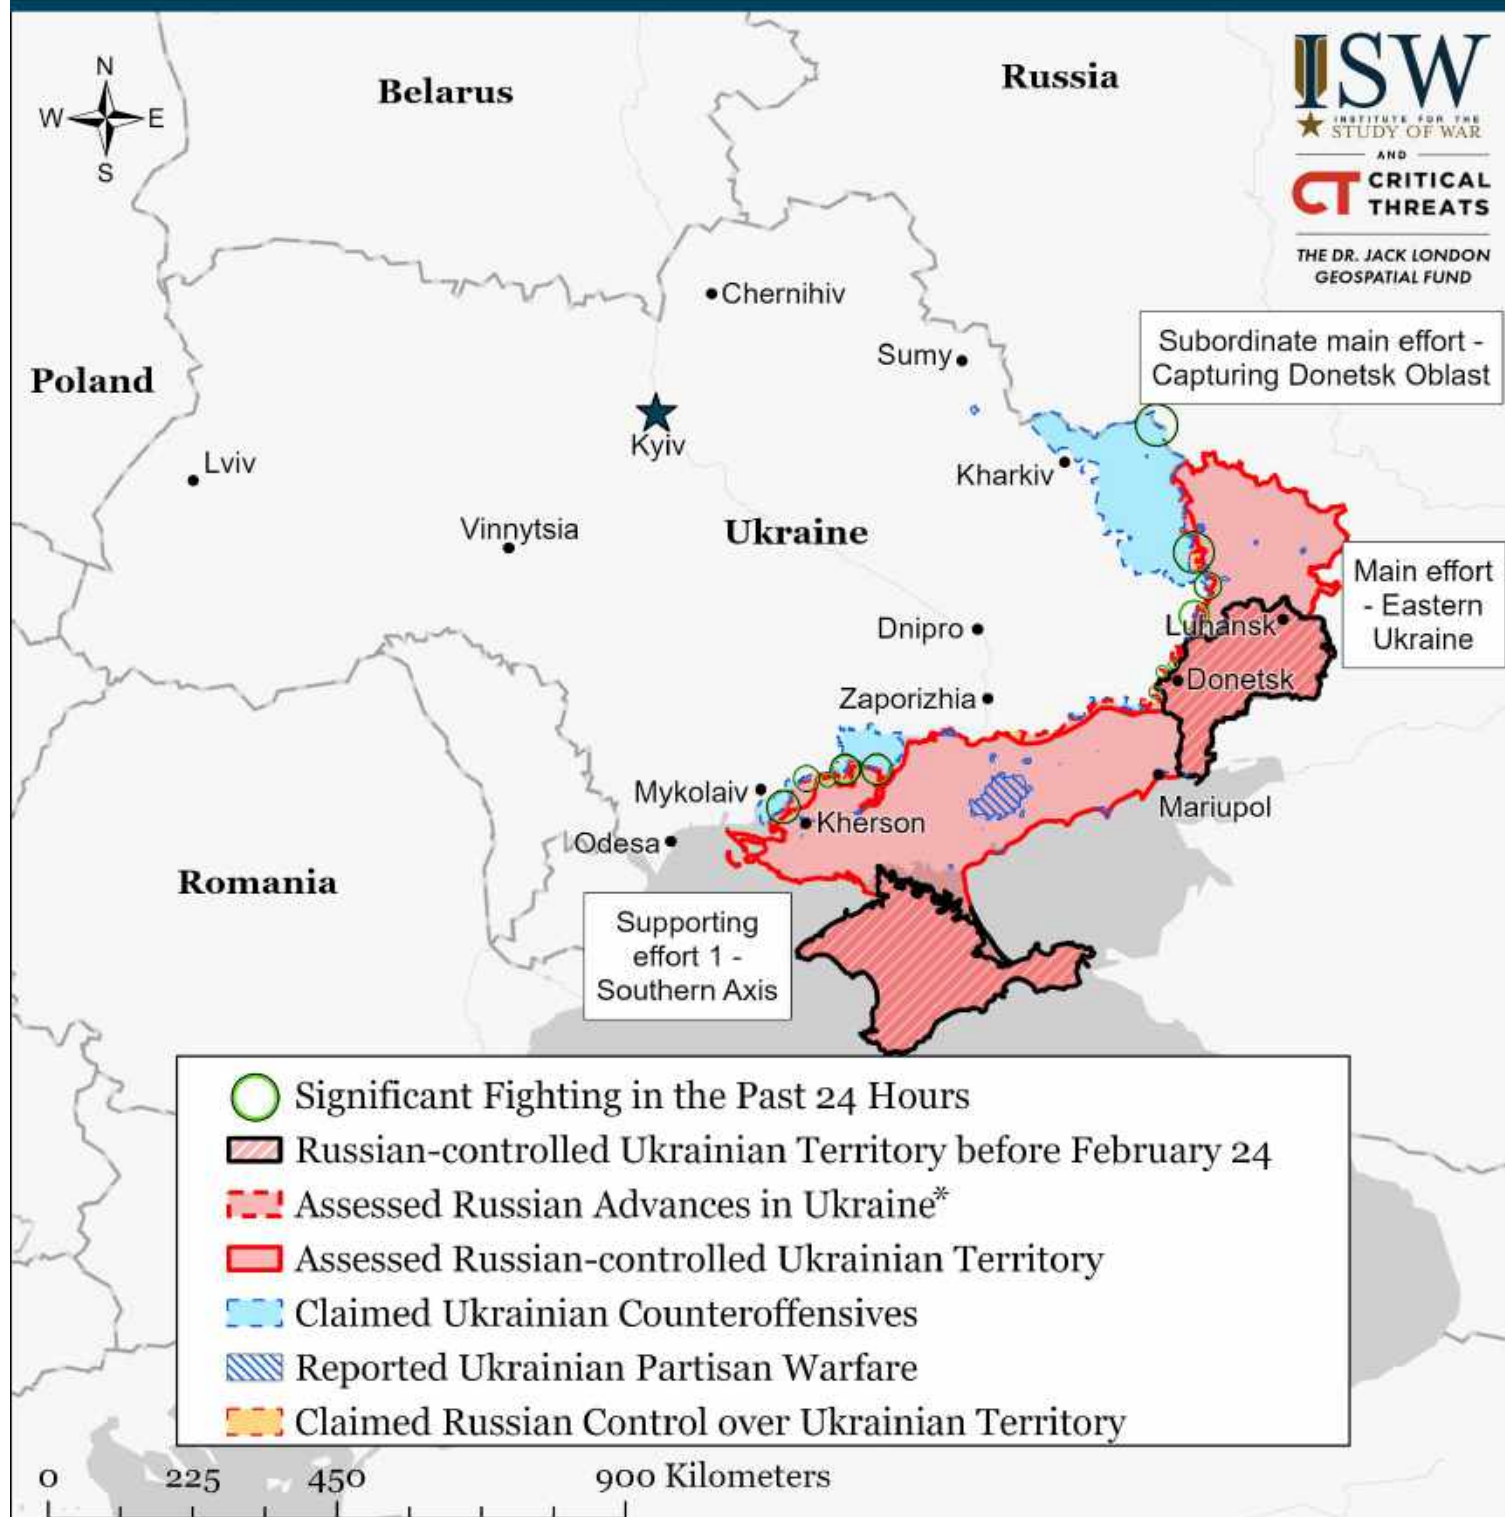 N
W
E
S
Belarus
Russia
ISW
INSTITUTE FOR THE
STUDY OF WAR
AND
CT CRITICAL
THREATS
THE DR. JACK LONDON
GEOSPATIAL FUND
Chernihiv
Sumy
Subordinate main effort -
Capturing Donetsk Oblast
Poland
Kyiv
Lviv
Kharkiv
Vinnytsia
Ukraine
Main effort
- Eastern
Ukraine
Dnipro
Luhansk
Donetsk
Zaporizhia
Mykolaiv
Mariupol
Kherson
Odesa
Romania
Supporting
effort 1 -
Southern Axis
Significant Fighting in the Past 24 Hours
Russian-controlled Ukrainian Territory before February 24
Assessed Russian Advances in Ukraine*
Assessed Russian-controlled Ukrainian Territory
Claimed Ukrainian Counteroffensives
Reported Ukrainian Partisan Warfare
Claimed Russian Control over Ukrainian Territory
0 225 450 900 Kilometers